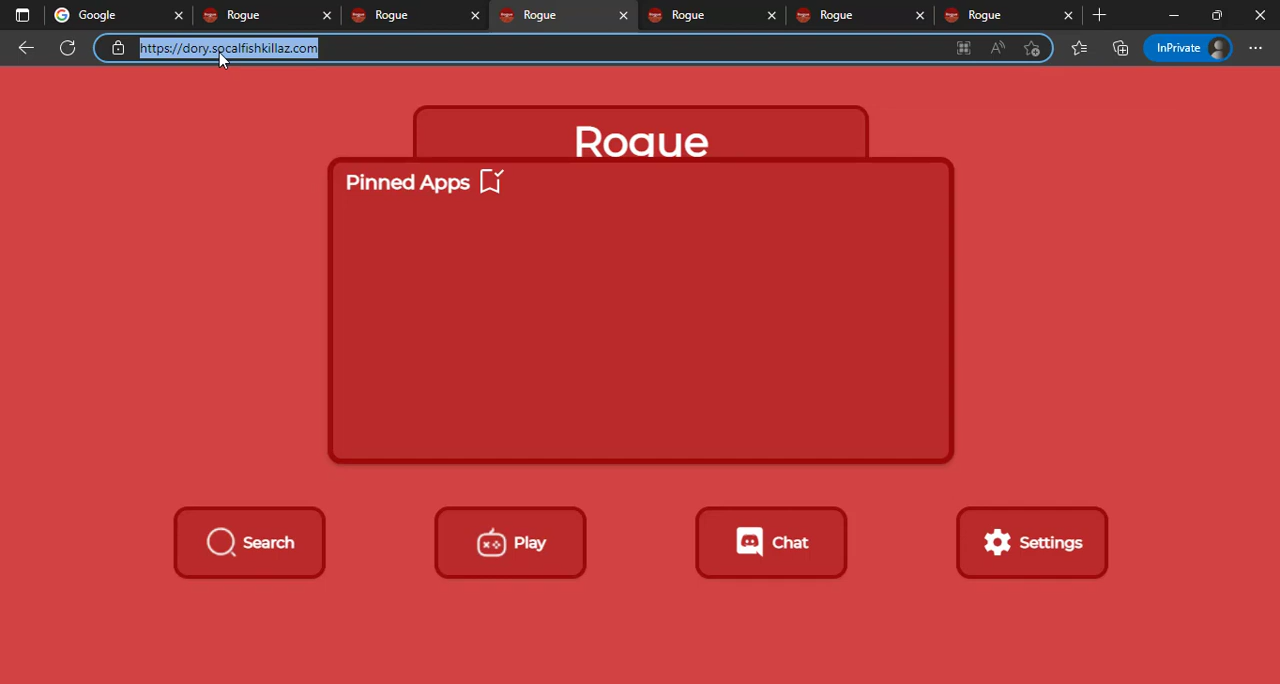 Google Rogue Rogue Rogue Rogue Rogue Rogue
https://dory.socalfishkillaz.com InPrivate
Rogue
Pinned Apps
Search Play Chat Settings